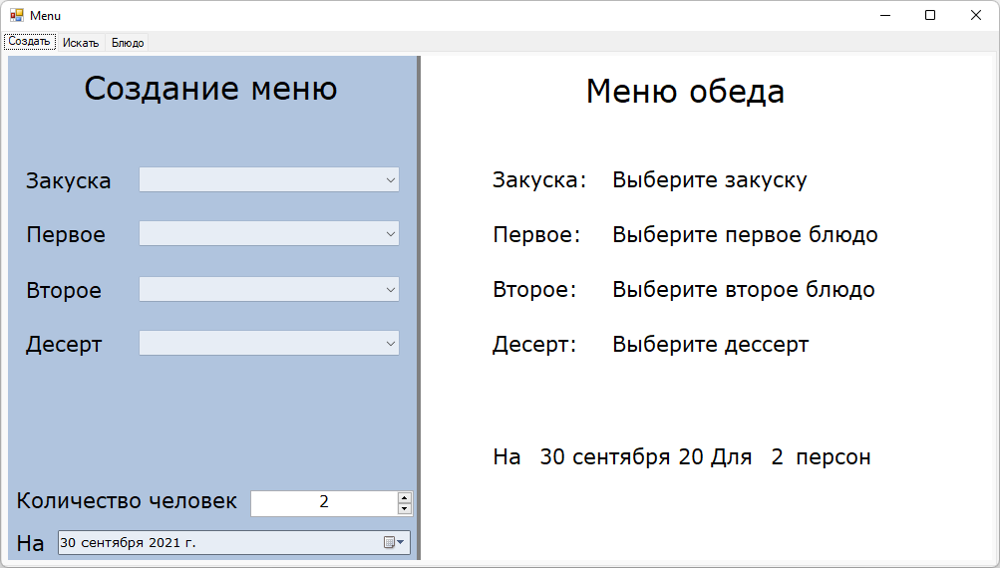 Menu
Создать Искать Блюдо
Создание меню
Закуска
Первое
Второе
Десерт
Количество человек 2
На 30 сентября 2021 г.
Меню обеда
Закуска: Выберите закуску
Первое: Выберите первое блюдо
Второе: Выберите второе блюдо
Десерт: Выберите дессерт
На 30 сентября 20 Для 2 персон